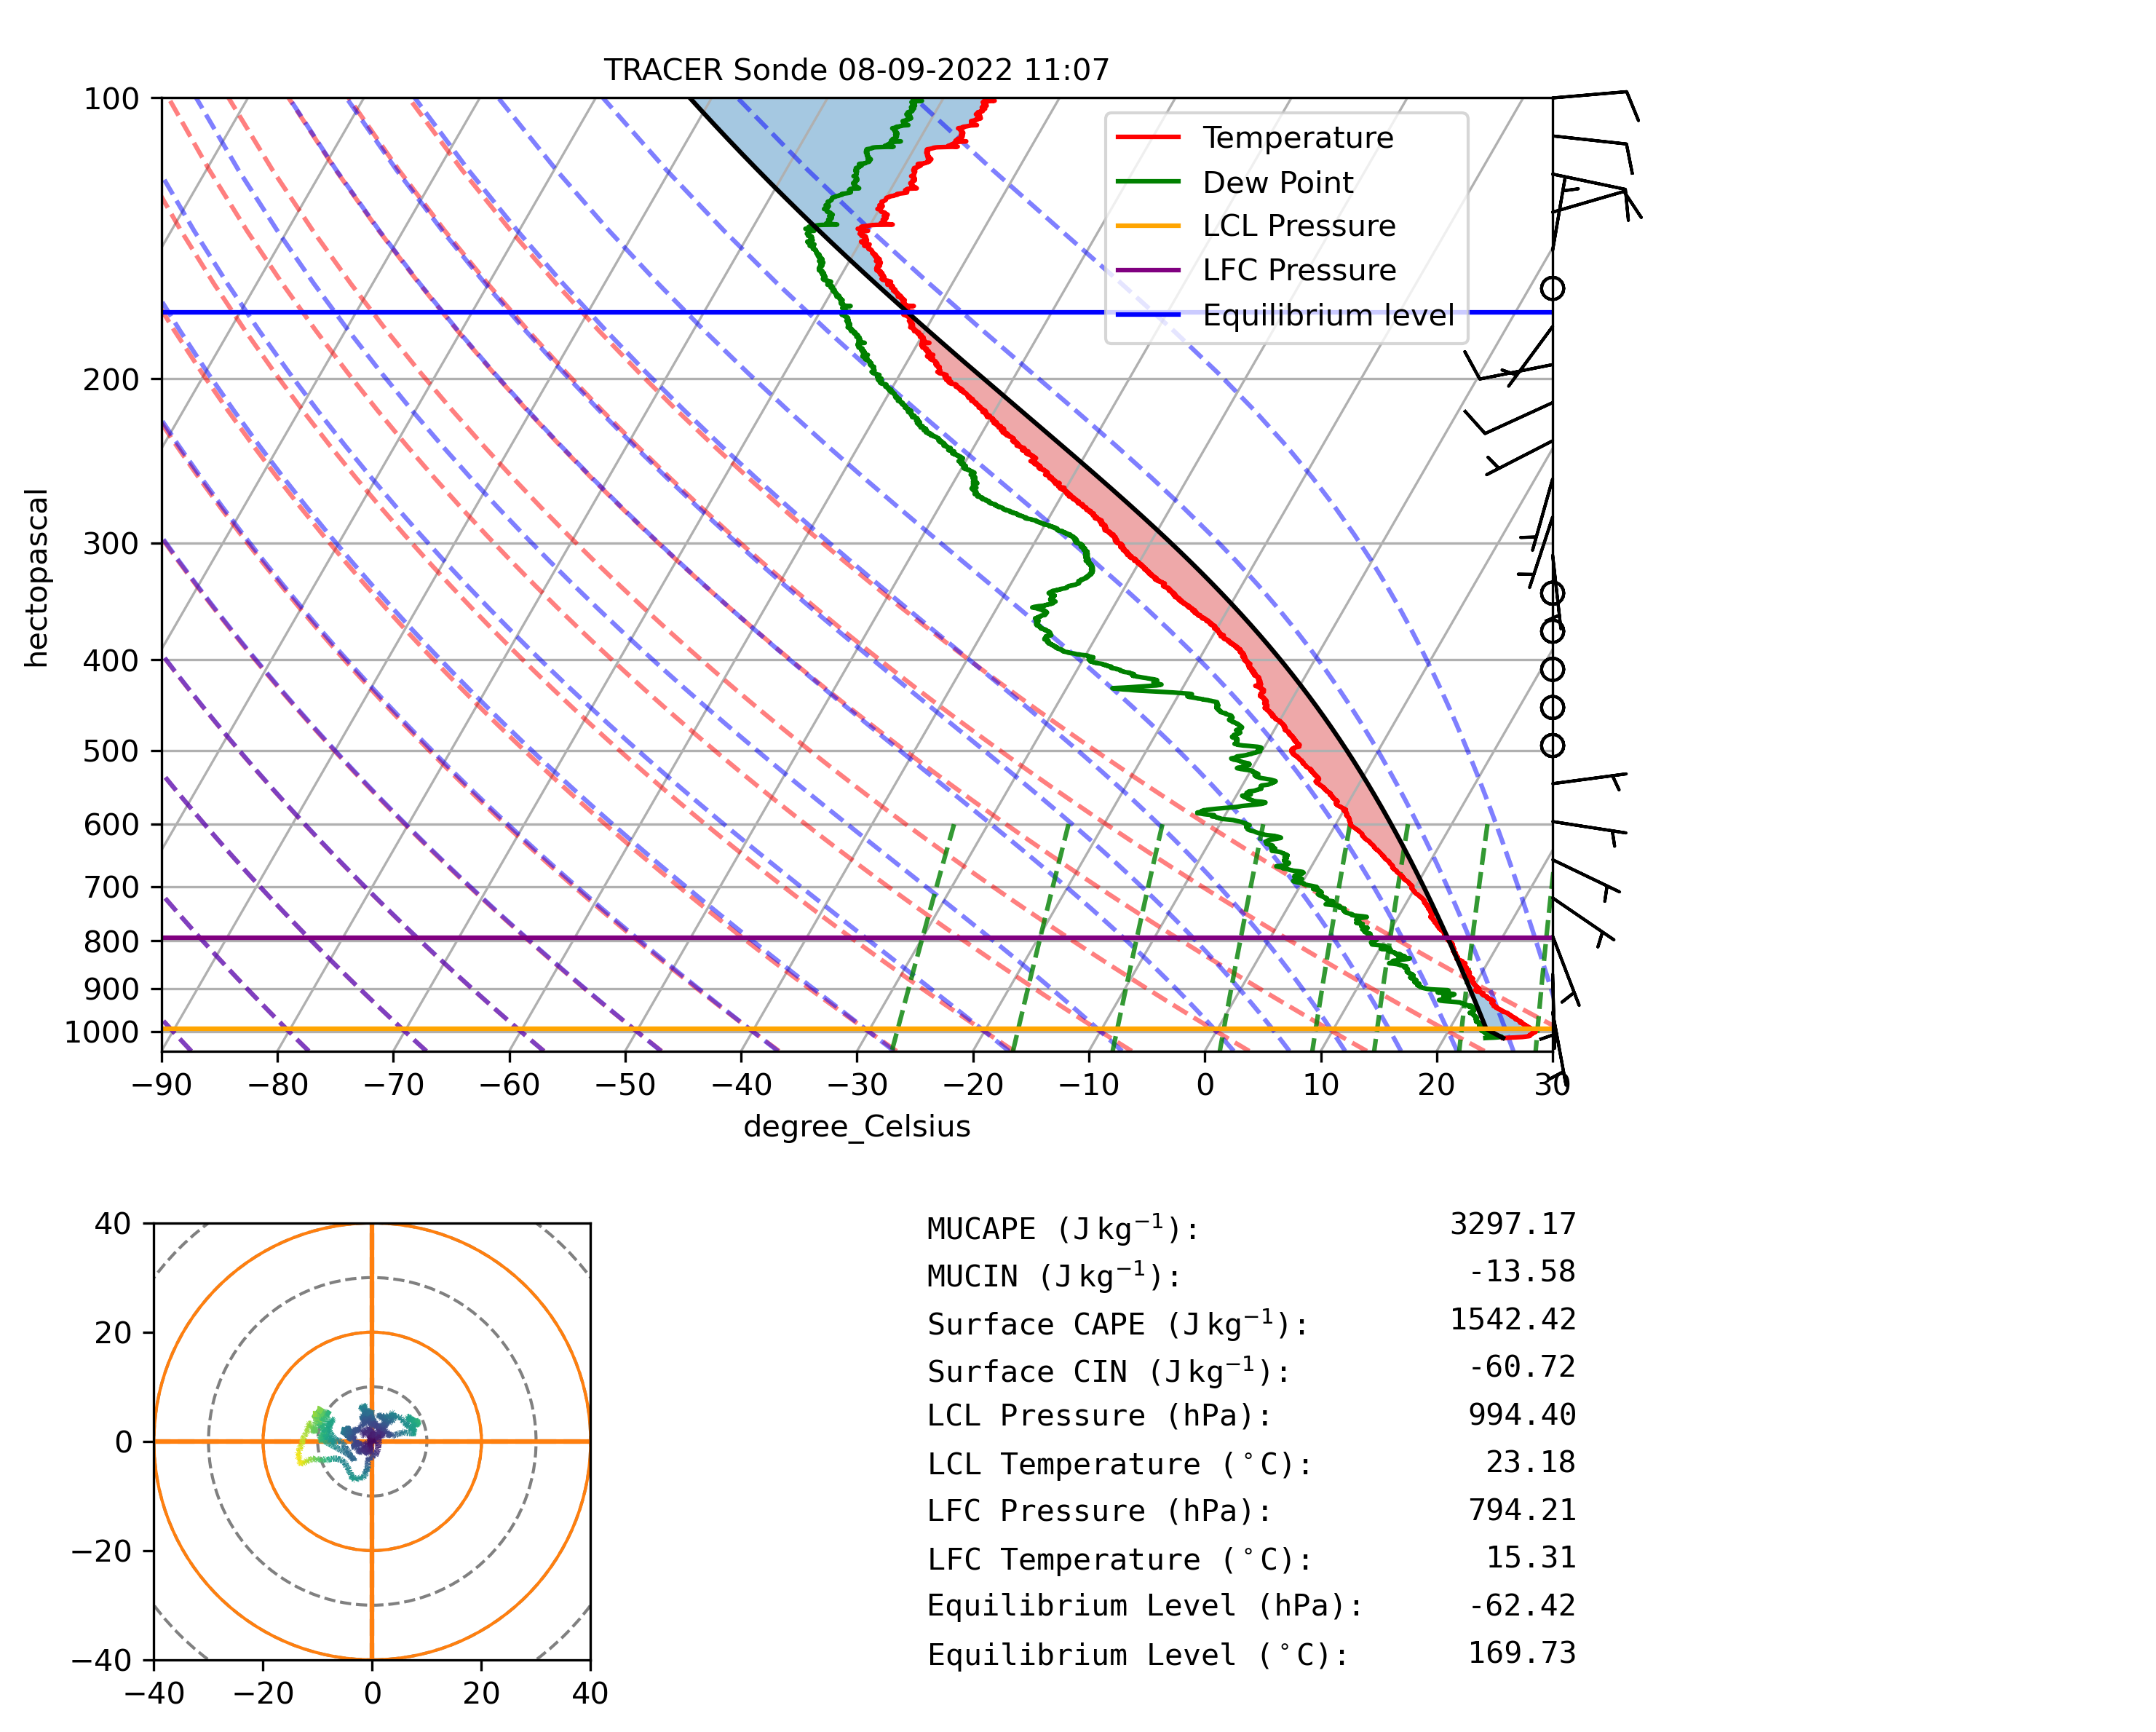 TRACER Sonde 08-09-2022 11:07
100
200
300
400
500
600
700
800
900
1000
hectopascal
Temperature
Dew Point
LCL Pressure
LFC Pressure
Equilibrium level
−90 −80 −70 −60 −50 −40 −30 −20 −10 0 10 20 30
degree_Celsius
40
20
0
−20
−40
−40 −20 0 20 40
MUCAPE (J kg⁻¹): 3297.17
MUCIN (J kg⁻¹): -13.58
Surface CAPE (J kg⁻¹): 1542.42
Surface CIN (J kg⁻¹): -60.72
LCL Pressure (hPa): 994.40
LCL Temperature (°C): 23.18
LFC Pressure (hPa): 794.21
LFC Temperature (°C): 15.31
Equilibrium Level (hPa): -62.42
Equilibrium Level (°C): 169.73